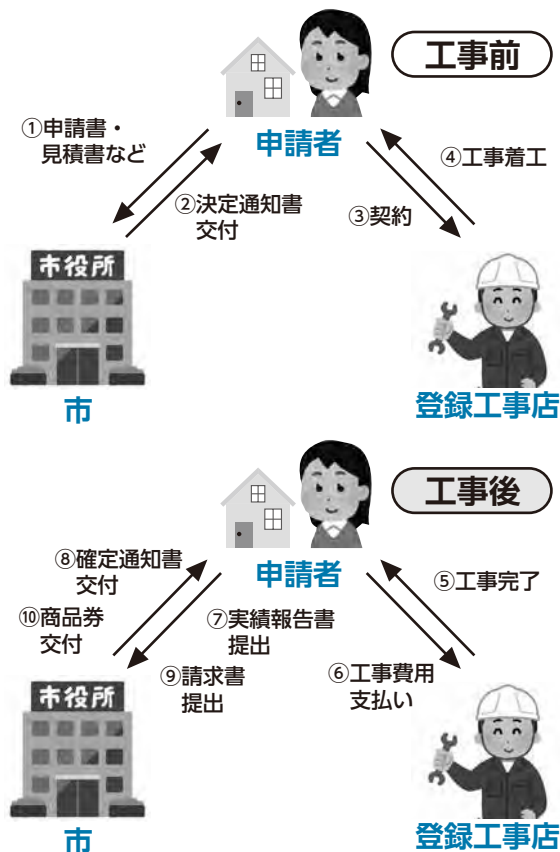 工事前
申請者
①申請書・
見積書など
②決定通知書
交付
③契約
④工事着工
市役所
市
登録工事店
工事後
申請者
⑤工事完了
⑥工事費用
支払い
⑦実績報告書
提出
⑧確定通知書
交付
⑨請求書
提出
⑩商品券
交付
市役所
市
登録工事店